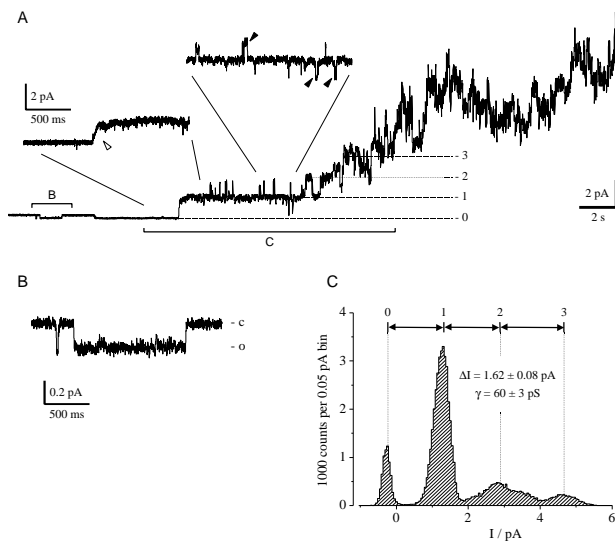 A
2 pA
500 ms
- 3
- 2
- 1
- 0
B
C
2 pA
2 s
B
- c
- o
0.2 pA
500 ms
C
0 1 2 3
4
3
2
1
0
1000 counts per 0.05 pA bin
ΔI = 1.62 ± 0.08 pA
γ = 60 ± 3 pS
0 2 4 6
I / pA